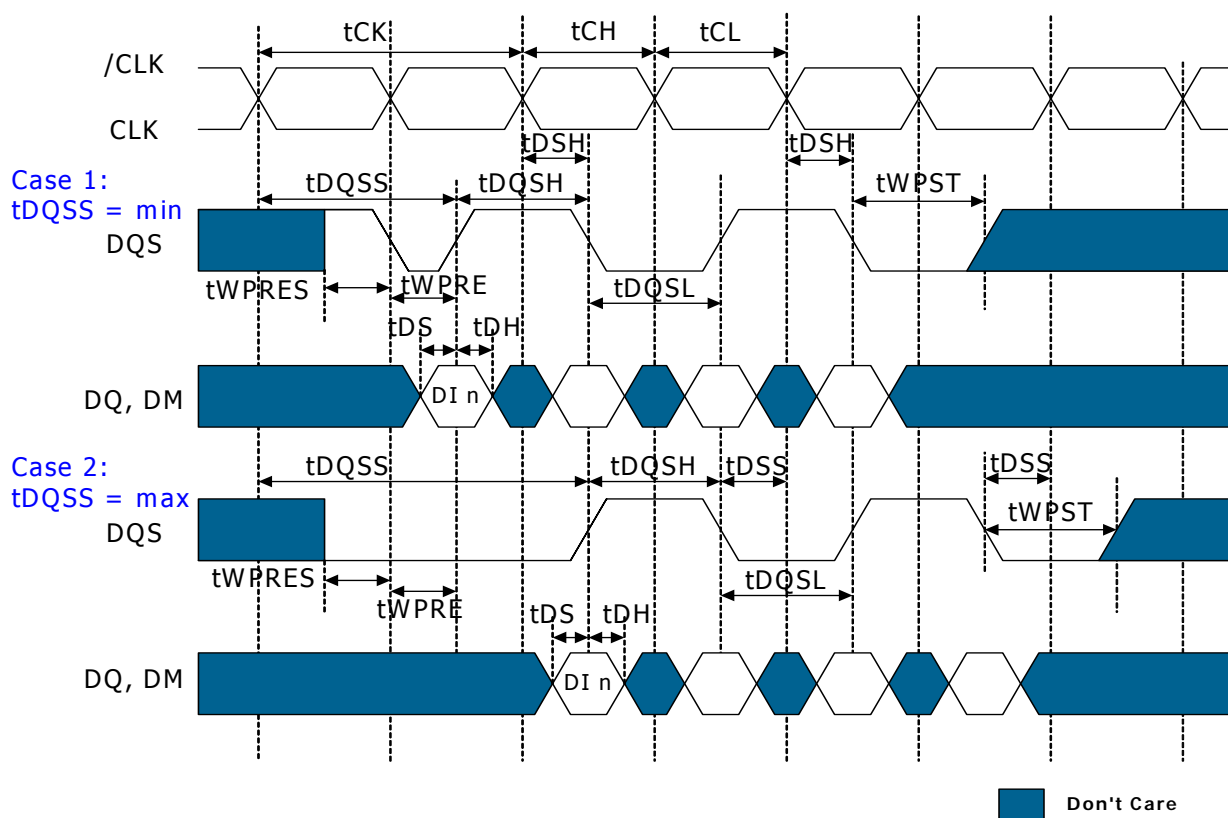 tCK tCH tCL
/CLK
CLK
tDSH tDSH
Case 1:
tDQSS = min
tDQSS tDQSH tWPST
DQS
tWPRES tWPRE tDQSL
tDS tDH
DQ, DM DI n
Case 2:
tDQSS = max
tDQSS tDQSH tDSS tDSS
DQS tWPST
tWPRES tWPRE tDQSL
tDS tDH
DQ, DM DI n
Don't Care